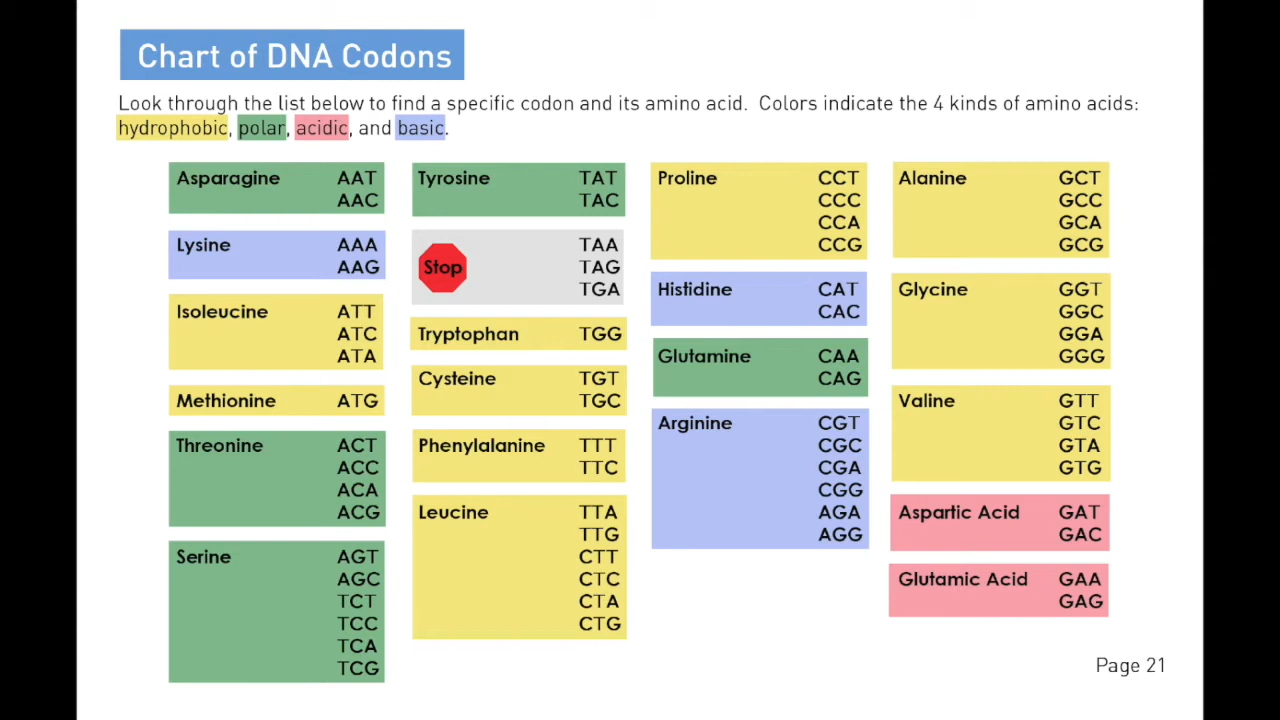 Chart of DNA Codons
Look through the list below to find a specific codon and its amino acid. Colors indicate the 4 kinds of amino acids:
hydrophobic, polar, acidic, and basic.
Asparagine AAT
AAC
Lysine AAA
AAG
Isoleucine ATT
ATC
ATA
Methionine ATG
Threonine ACT
ACC
ACA
ACG
Serine AGT
AGC
TCT
TCC
TCA
TCG
Tyrosine TAT
TAC
TAA
Stop TAG
TGA
Tryptophan TGG
Cysteine TGT
TGC
Phenylalanine TTT
TTC
Leucine TTA
TTG
CTT
CTC
CTA
CTG
Proline CCT
CCC
CCA
CCG
Histidine CAT
CAC
Glutamine CAA
CAG
Arginine CGT
CGC
CGA
CGG
AGA
AGG
Alanine GCT
GCC
GCA
GCG
Glycine GGT
GGC
GGA
GGG
Valine GTT
GTC
GTA
GTG
Aspartic Acid GAT
GAC
Glutamic Acid GAA
GAG
Page 21